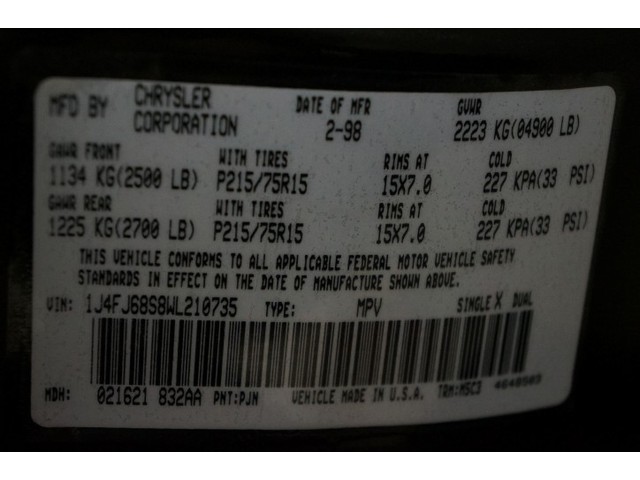 MFD BY CHRYSLER CORPORATION DATE OF MFR 2-98 GVWR 2223 KG(04900 LB)
GAWR FRONT WITH TIRES RIMS AT COLD
1134 KG(2500 LB) P215/75R15 15X7.0 227 KPA(33 PSI)
GAWR REAR WITH TIRES RIMS AT COLD
1225 KG(2700 LB) P215/75R15 15X7.0 227 KPA(33 PSI)
THIS VEHICLE CONFORMS TO ALL APPLICABLE FEDERAL MOTOR VEHICLE SAFETY
STANDARDS IN EFFECT ON THE DATE OF MANUFACTURE SHOWN ABOVE.
VIN: 1J4FJ68S8WL210735 TYPE: MPV SINGLE X DUAL
MDH: 021621 832AA PNT:PJN VEHICLE MADE IN U.S.A. TRM:M5C3